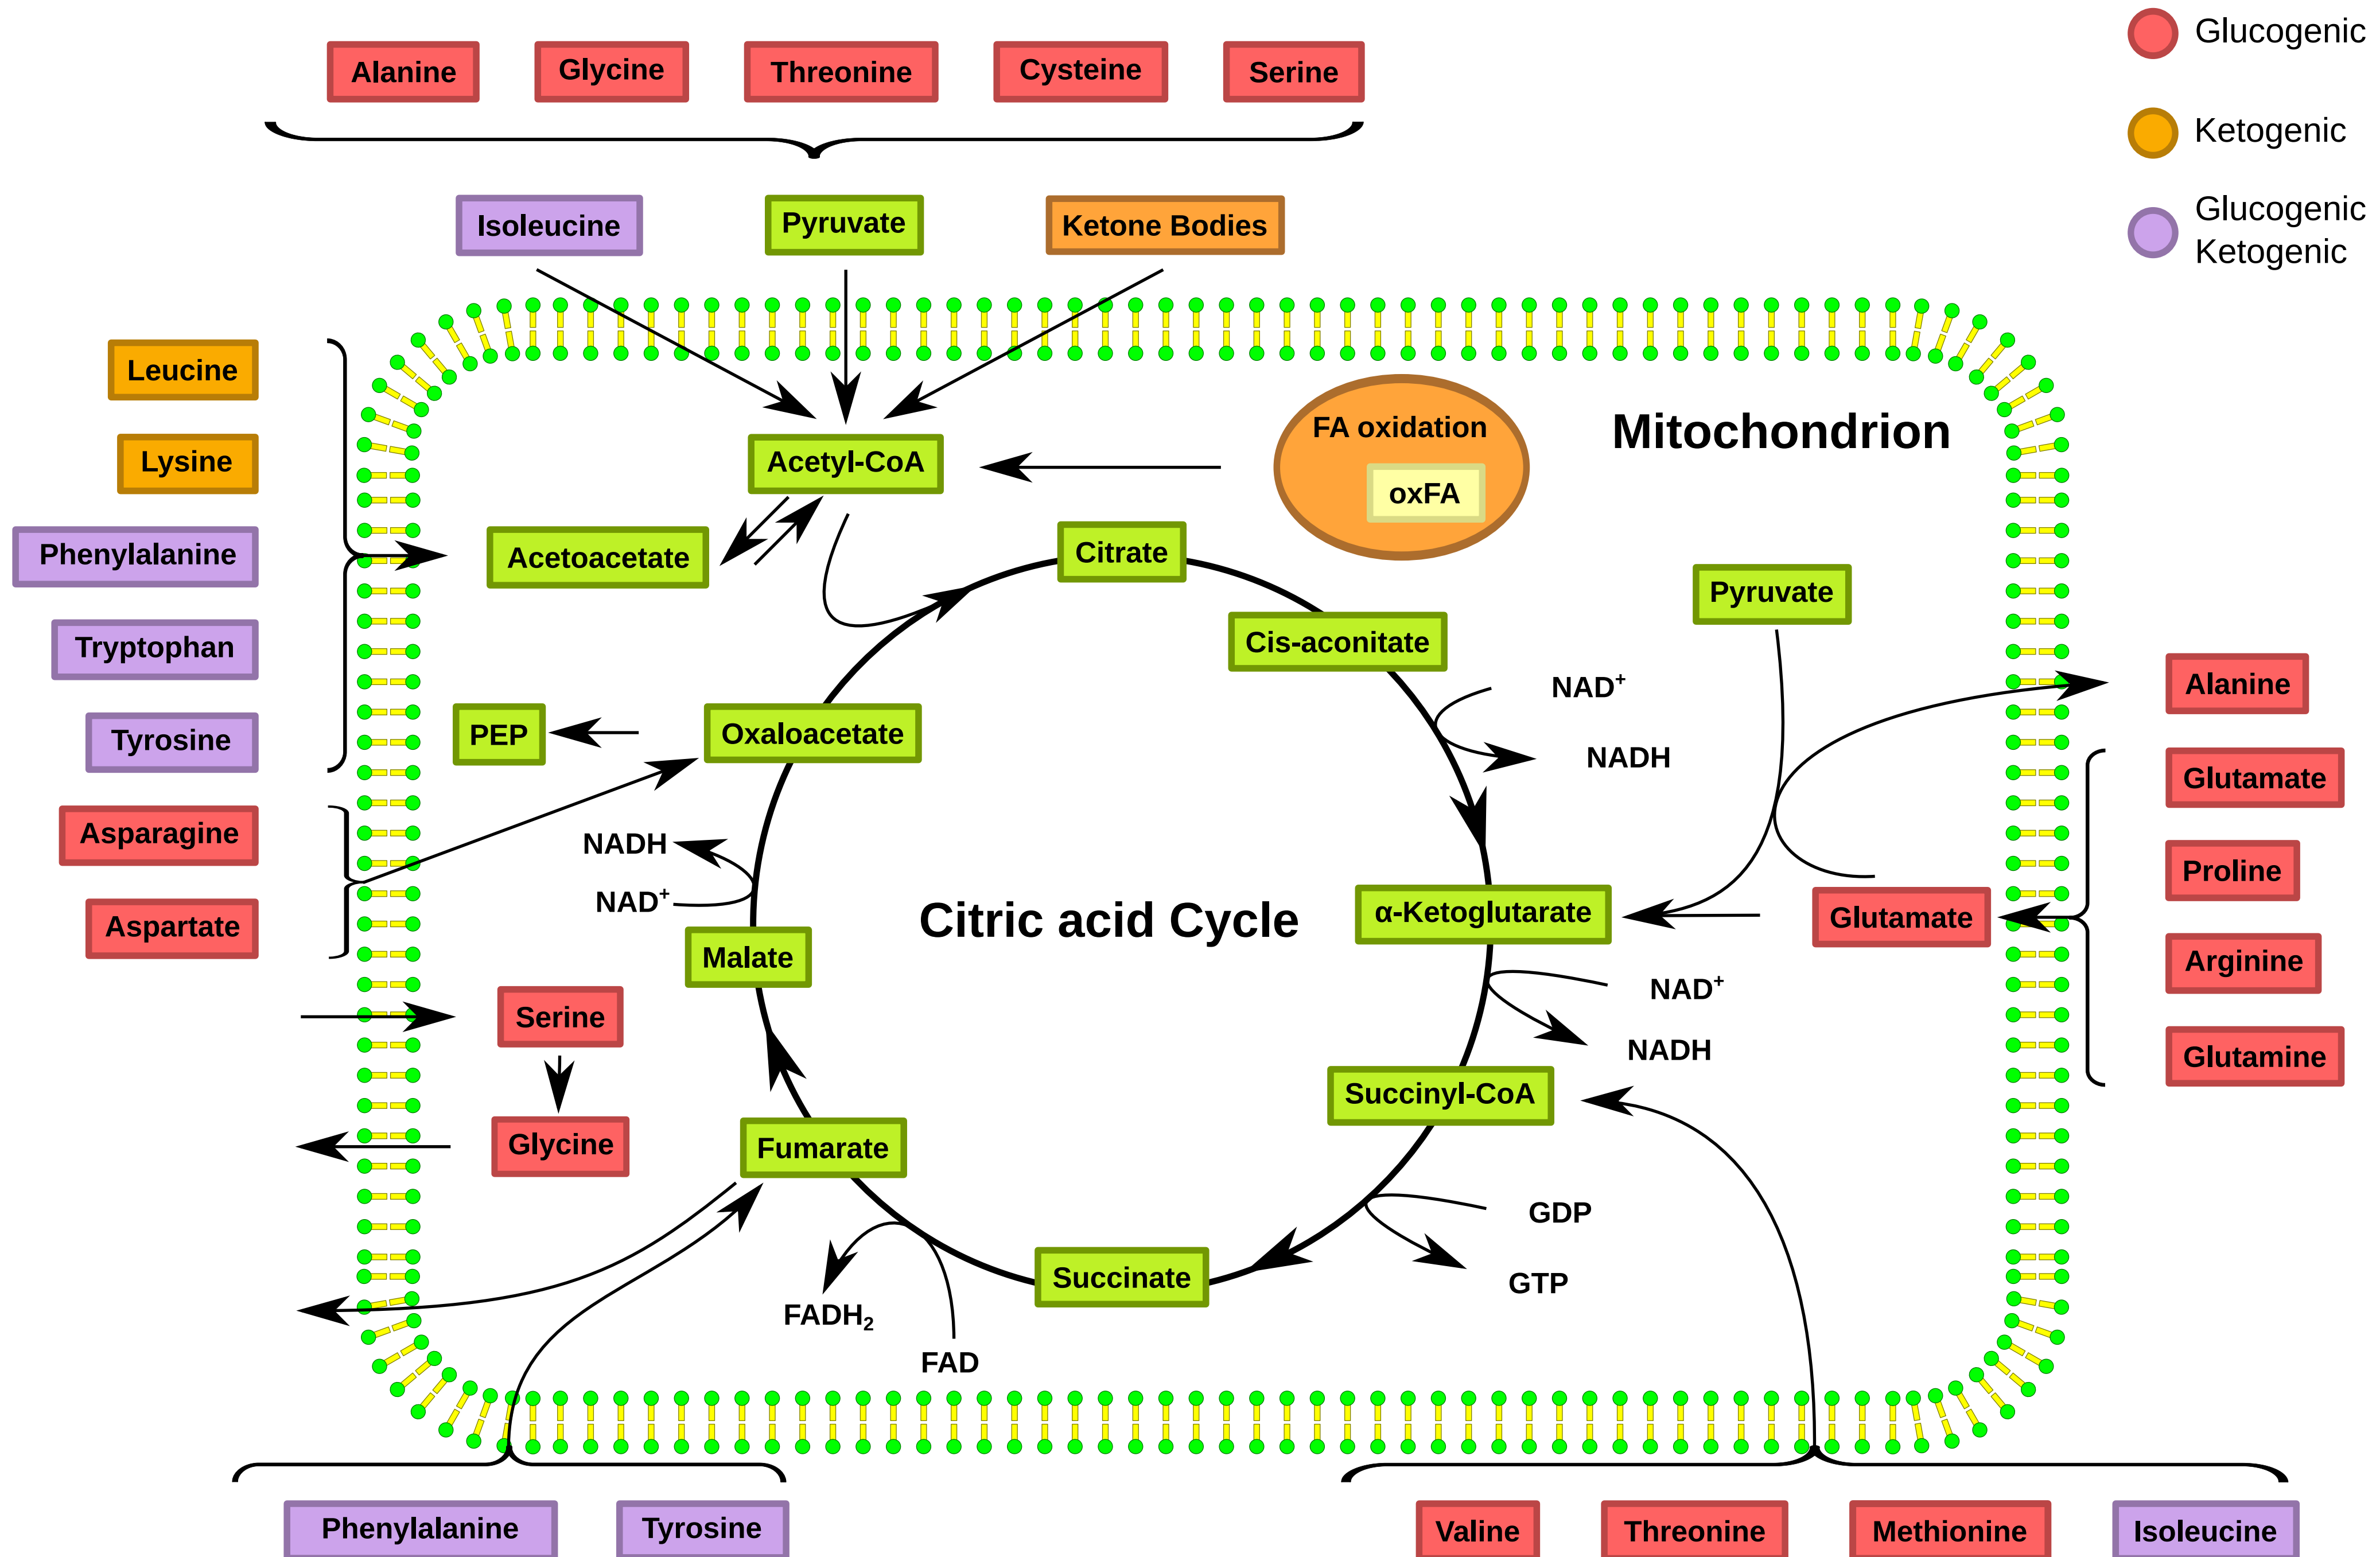 Glucogenic
Ketogenic
Glucogenic
Ketogenic
Alanine
Glycine
Threonine
Cysteine
Serine
Isoleucine
Pyruvate
Ketone Bodies
Leucine
Lysine
Phenylalanine
Tryptophan
Tyrosine
Asparagine
Aspartate
Mitochondrion
FA oxidation
oxFA
Acetyl-CoA
Acetoacetate
Citrate
Cis-aconitate
Pyruvate
PEP
Oxaloacetate
NAD⁺
NADH
NADH
NAD⁺
Citric acid Cycle
α-Ketoglutarate
Glutamate
Alanine
Glutamate
Proline
Arginine
Glutamine
Malate
NAD⁺
NADH
Serine
Glycine
Fumarate
Succinyl-CoA
Succinate
GDP
GTP
FADH₂
FAD
Phenylalanine
Tyrosine
Valine
Threonine
Methionine
Isoleucine